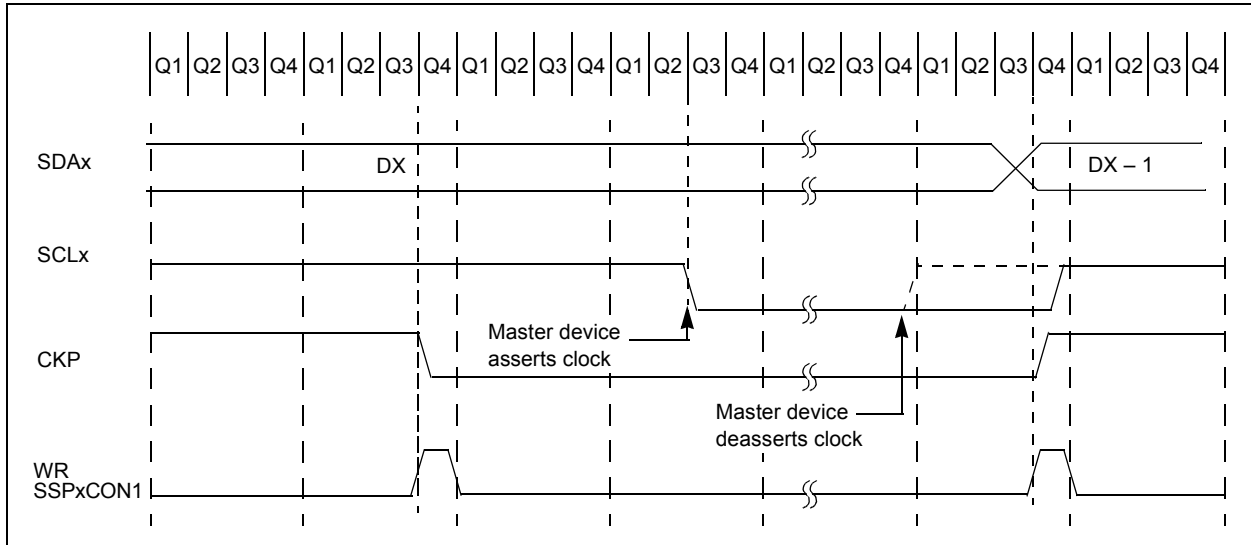 Q1 Q2 Q3 Q4 Q1 Q2 Q3 Q4 Q1 Q2 Q3 Q4 Q1 Q2 Q3 Q4 Q1 Q2 Q3 Q4 Q1 Q2 Q3 Q4 Q1 Q2 Q3 Q4
SDAx
DX
DX – 1
SCLx
Master device
asserts clock
CKP
Master device
deasserts clock
WR
SSPxCON1